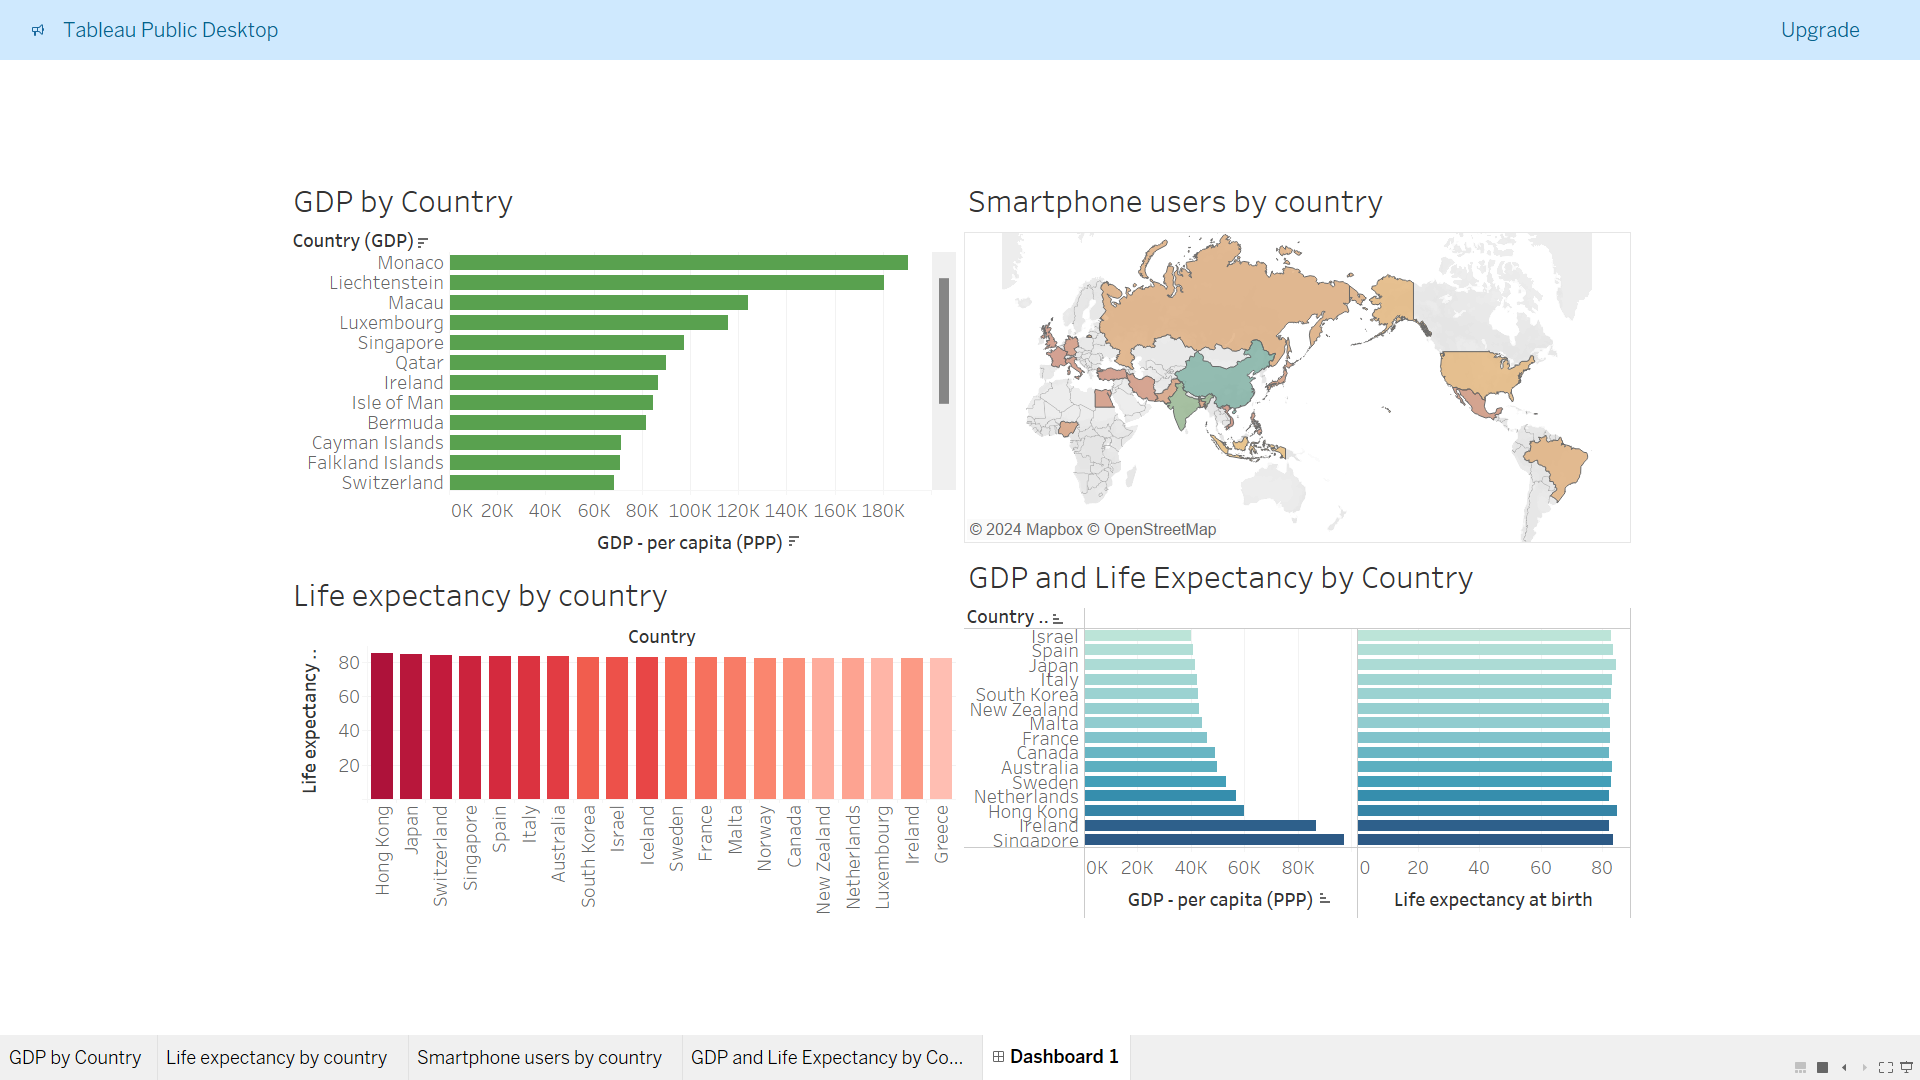 Tableau Public Desktop
Upgrade
GDP by Country
Country (GDP)
Monaco
Liechtenstein
Macau
Luxembourg
Singapore
Qatar
Ireland
Isle of Man
Bermuda
Cayman Islands
Falkland Islands
Switzerland
0K 20K 40K 60K 80K 100K 120K 140K 160K 180K
GDP - per capita (PPP)
Smartphone users by country
© 2024 Mapbox © OpenStreetMap
Life expectancy by country
Country
Life expectancy ..
80
60
40
20
Hong Kong
Japan
Switzerland
Singapore
Spain
Italy
Australia
South Korea
Israel
Iceland
Sweden
France
Malta
Norway
Canada
New Zealand
Netherlands
Luxembourg
Ireland
Greece
GDP and Life Expectancy by Country
Country ..
Israel
Spain
Japan
Italy
South Korea
New Zealand
Malta
France
Canada
Australia
Sweden
Netherlands
Hong Kong
Ireland
Singapore
0K 20K 40K 60K 80K
0 20 40 60 80
GDP - per capita (PPP)
Life expectancy at birth
GDP by Country
Life expectancy by country
Smartphone users by country
GDP and Life Expectancy by Co...
Dashboard 1